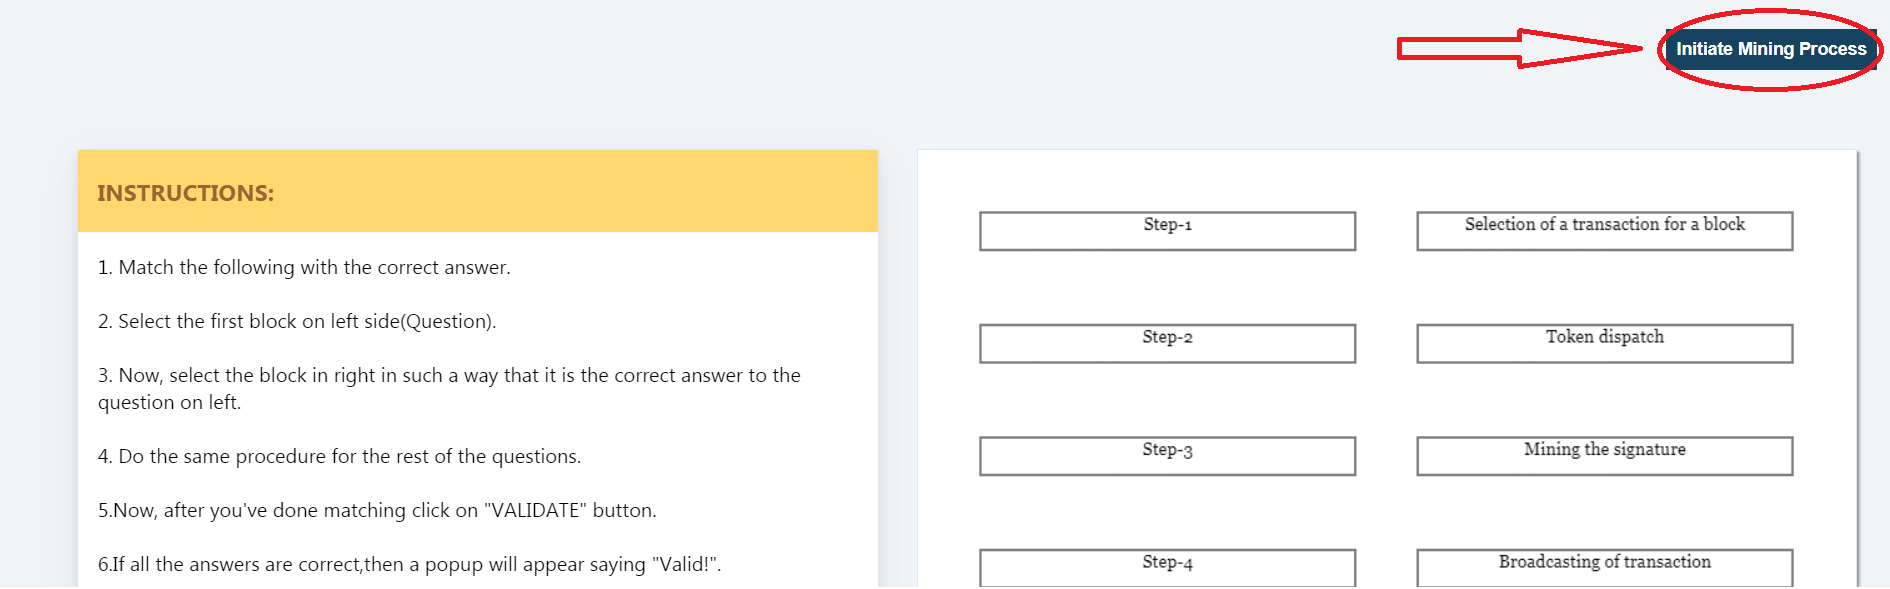 Initiate Mining Process
INSTRUCTIONS:
1. Match the following with the correct answer.
2. Select the first block on left side(Question).
3. Now, select the block in right in such a way that it is the correct answer to the
question on left.
4. Do the same procedure for the rest of the questions.
5.Now, after you've done matching click on "VALIDATE" button.
6.If all the answers are correct,then a popup will appear saying "Valid!".
Step-1
Selection of a transaction for a block
Step-2
Token dispatch
Step-3
Mining the signature
Step-4
Broadcasting of transaction